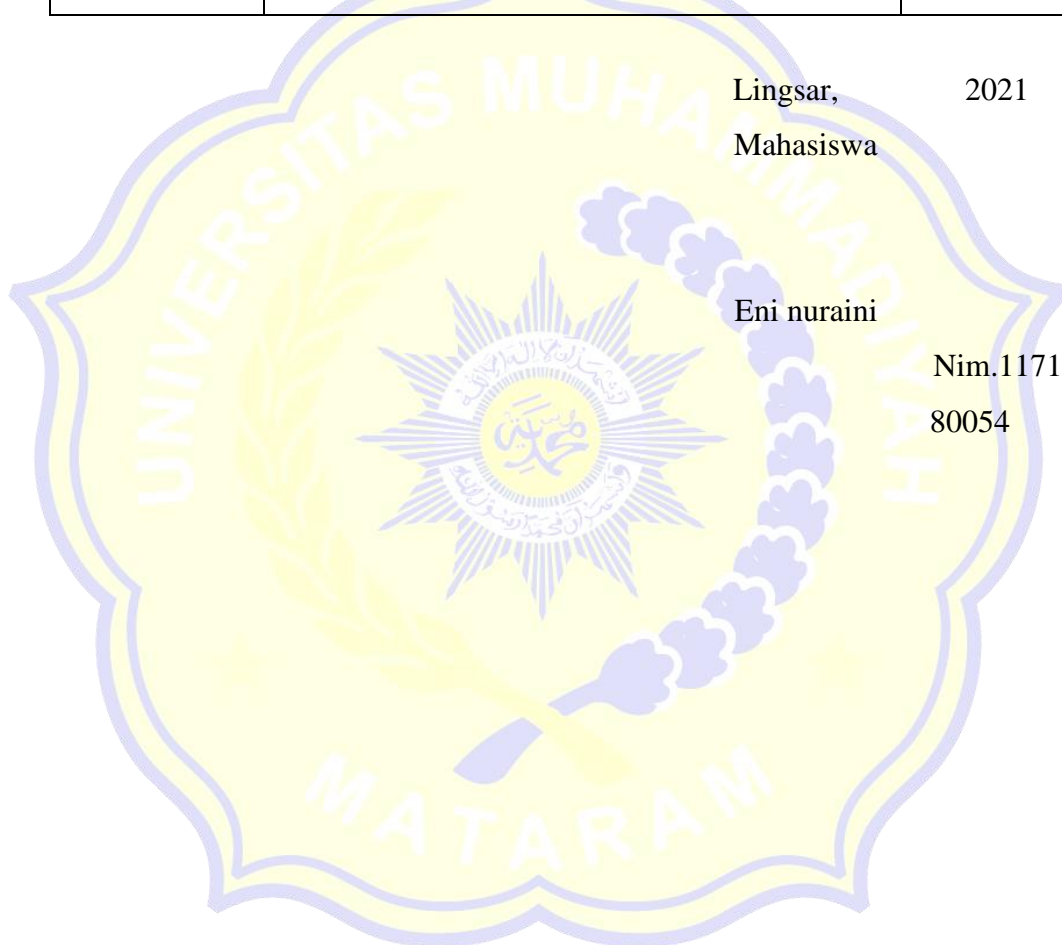 Lingsar, 2021
Mahasiswa
Eni nuraini
Nim.1171
80054
UNIVERSITAS MUHAMMADIYAH
MATARAM